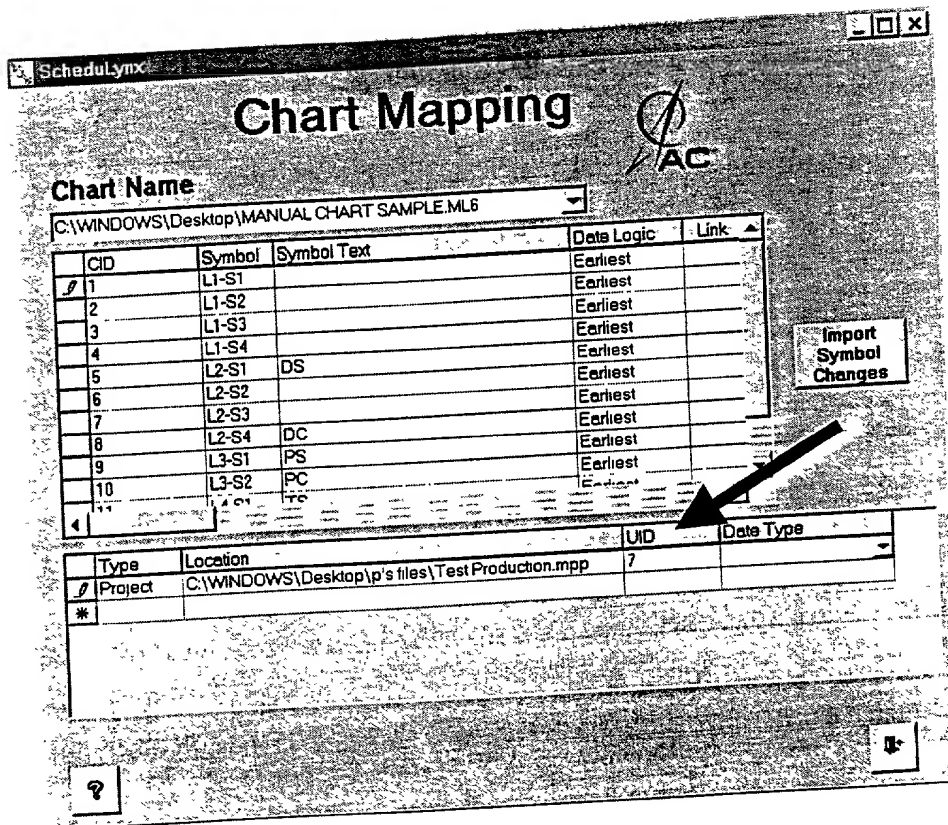 ScheduLynx
Chart Mapping
AC
Chart Name
C:\WINDOWS\Desktop\MANUAL CHART SAMPLE.ML6
CID Symbol Symbol Text Date Logic Link
1 L1-S1 Earliest
2 L1-S2 Earliest
3 L1-S3 Earliest
4 L1-S4 Earliest
5 L2-S1 DS Earliest
6 L2-S2 Earliest
7 L2-S3 Earliest
8 L2-S4 DC Earliest
9 L3-S1 PS Earliest
10 L3-S2 PC Earliest
Import
Symbol
Changes
Type Location UID Date Type
Project C:\WINDOWS\Desktop\p's files\Test Production.mpp 7
*
?